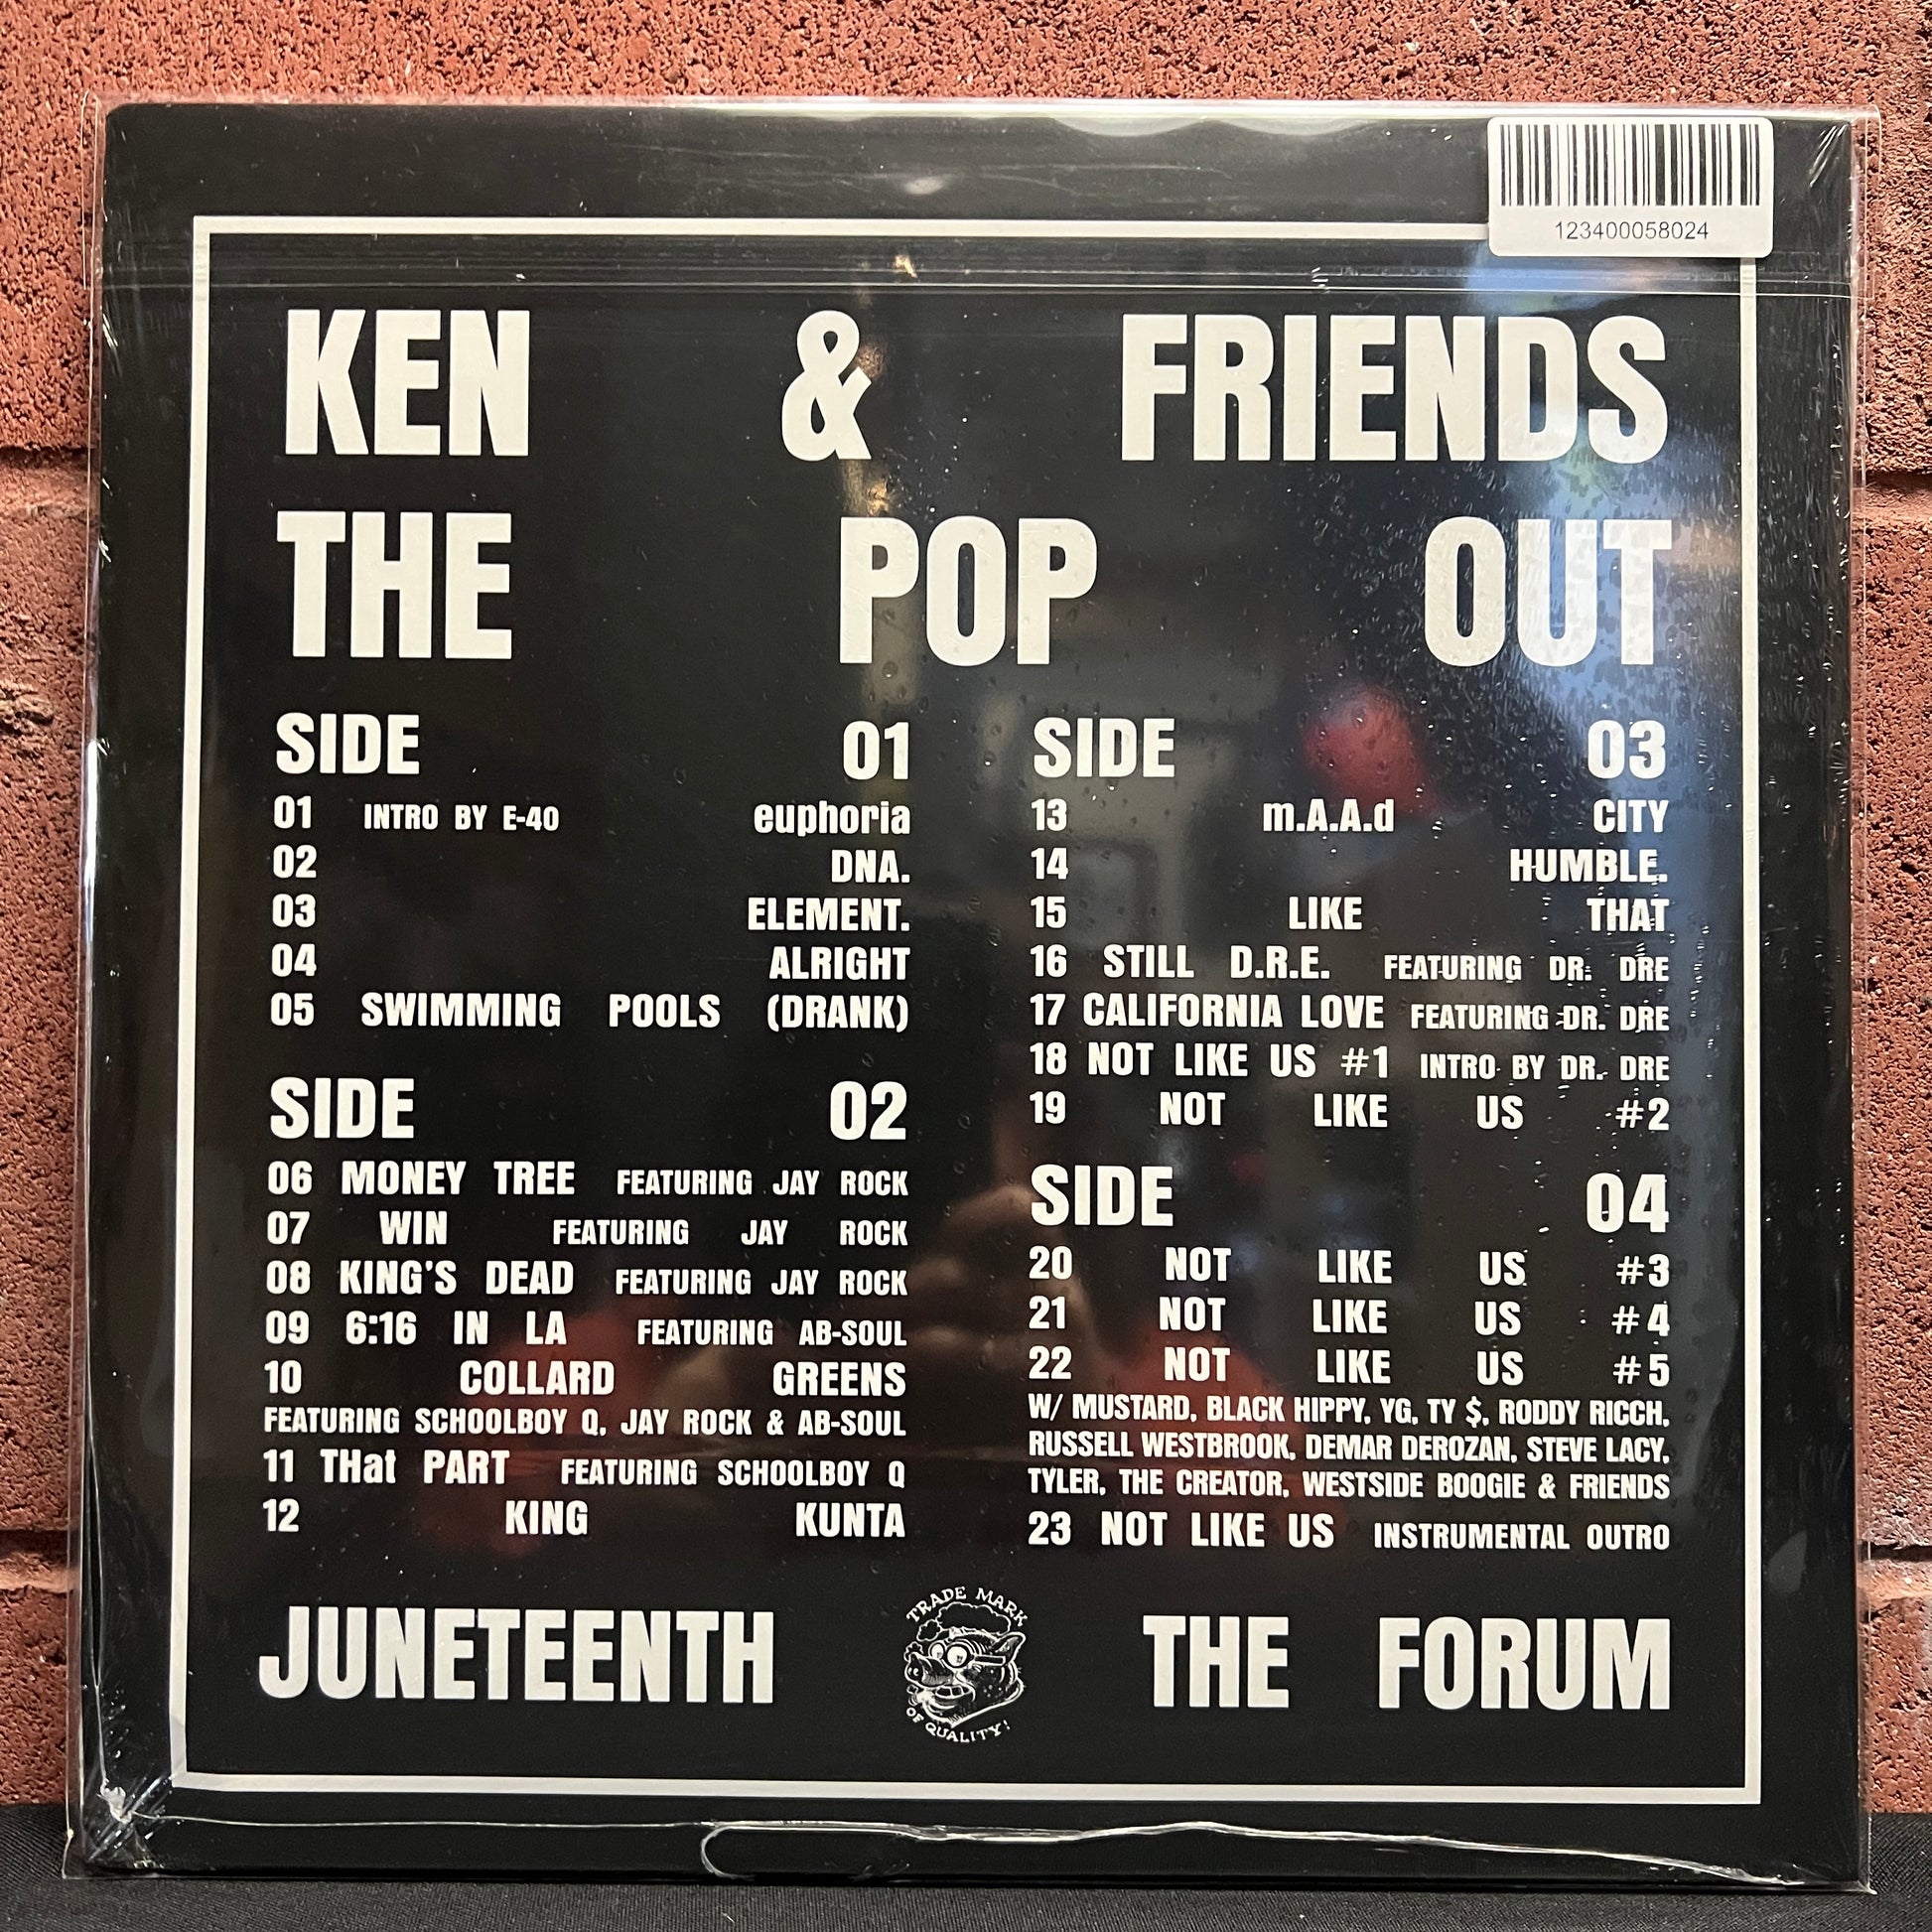 123400058024
KEN & FRIENDS
THE POP OUT
SIDE 01
01 INTRO BY E-40 euphoria
02 DNA.
03 ELEMENT.
04 ALRIGHT
05 SWIMMING POOLS (DRANK)
SIDE 02
06 MONEY TREE FEATURING JAY ROCK
07 WIN FEATURING JAY ROCK
08 KING'S DEAD FEATURING JAY ROCK
09 6:16 IN LA FEATURING AB-SOUL
10 COLLARD GREENS
FEATURING SCHOOLBOY Q, JAY ROCK & AB-SOUL
11 THat PART FEATURING SCHOOLBOY Q
12 KING KUNTA
SIDE 03
13 m.A.A.d CITY
14 HUMBLE.
15 LIKE THAT
16 STILL D.R.E. FEATURING DR. DRE
17 CALIFORNIA LOVE FEATURING DR. DRE
18 NOT LIKE US #1 INTRO BY DR. DRE
19 NOT LIKE US #2
SIDE 04
20 NOT LIKE US #3
21 NOT LIKE US #4
22 NOT LIKE US #5
W/ MUSTARD, BLACK HIPPY, YG, TY $, RODDY RICCH,
RUSSELL WESTBROOK, DEMAR DEROZAN, STEVE LACY,
TYLER, THE CREATOR, WESTSIDE BOOGIE & FRIENDS
23 NOT LIKE US INSTRUMENTAL OUTRO
JUNETEENTH
TRADE MARK
OF QUALITY!
THE FORUM